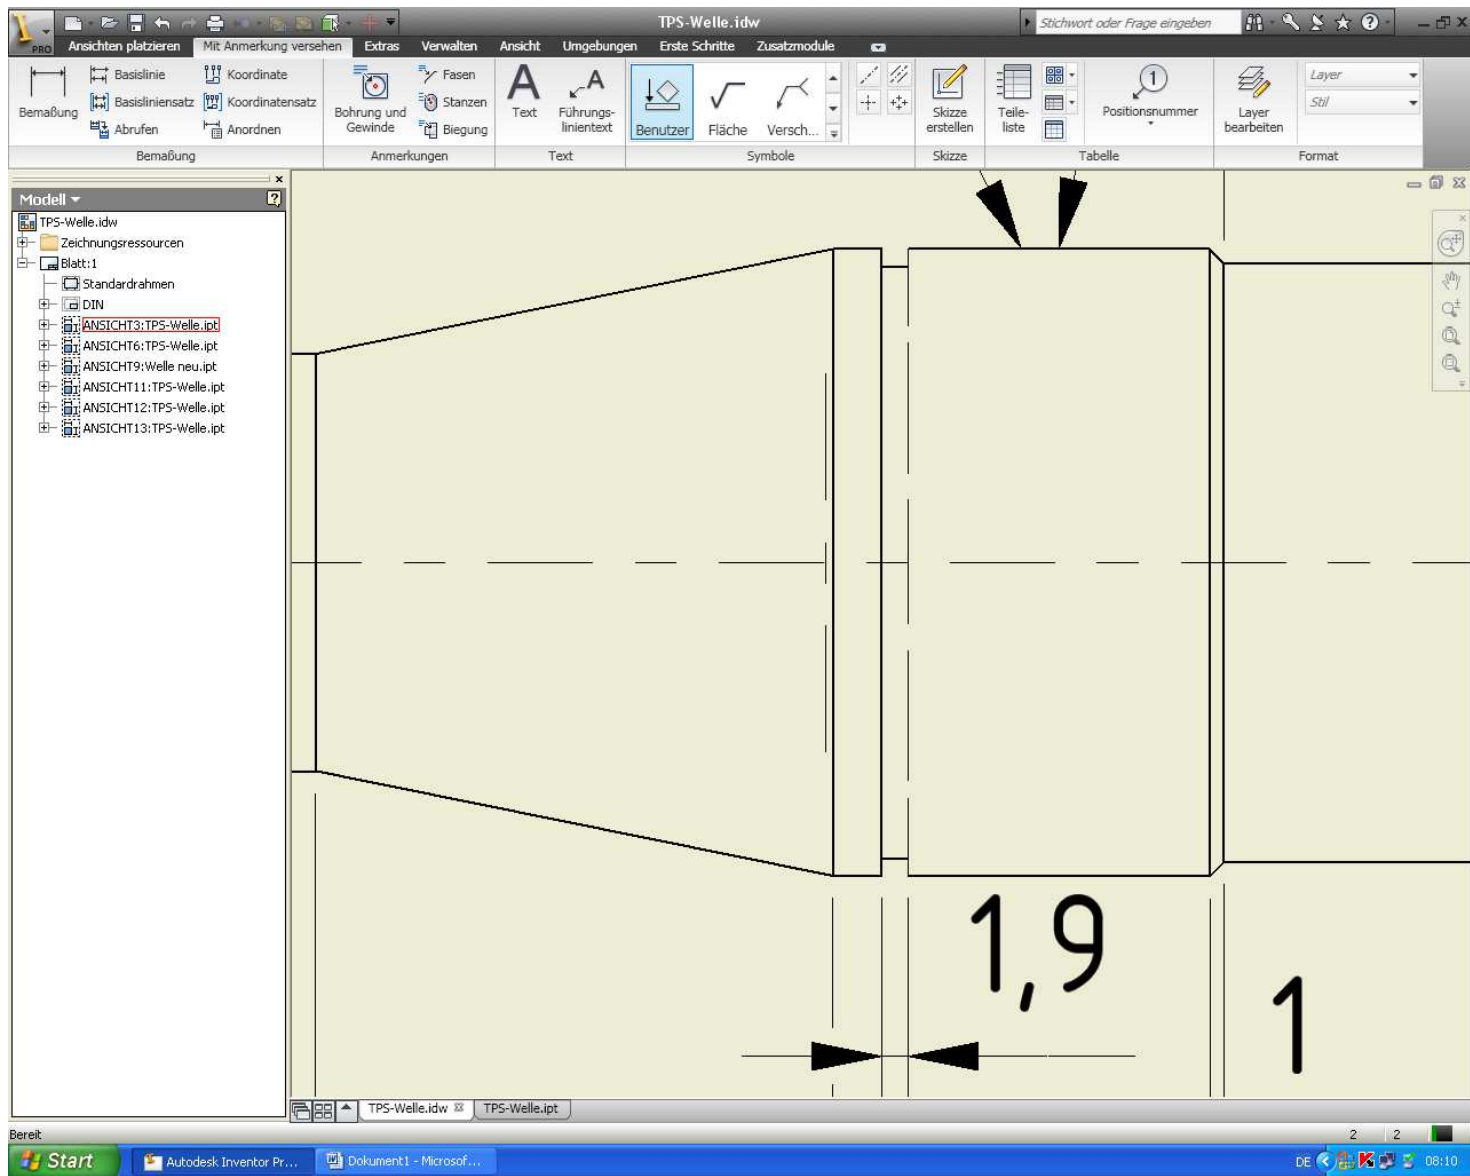 TPS-Welle.idw
Stichwort oder Frage eingeben
PRO
Ansichten platzieren Mit Anmerkung versehen Extras Verwalten Ansicht Umgebungen Erste Schritte Zusatzmodule
Bemaßung
Basislinie
Basisliniensatz
Abrufen
Koordinate
Koordinatensatz
Anordnen
Bohrung und
Gewinde
Fasen
Stanzen
Biegung
A
Text
A
Führungs-
linientext
Benutzer
Fläche
Versch...
Skizze
erstellen
Teile-
liste
1
Positionsnummer
Layer
bearbeiten
Layer
Stil
Bemaßung Anmerkungen Text Symbole Skizze Tabelle Format
Modell
TPS-Welle.idw
Zeichnungsressourcen
Blatt:1
Standardrahmen
DIN
ANSICHT3:TPS-Welle.ipt
ANSICHT6:TPS-Welle.ipt
ANSICHT9:Welle neu.ipt
ANSICHT11:TPS-Welle.ipt
ANSICHT12:TPS-Welle.ipt
ANSICHT13:TPS-Welle.ipt
1,9
1
TPS-Welle.idw TPS-Welle.ipt
Bereit
2 2
Start Autodesk Inventor Pr... Dokument1 - Microsof... DE 08:10